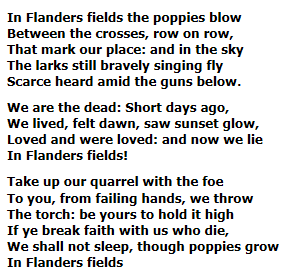 In Flanders fields the poppies blow
Between the crosses, row on row,
That mark our place: and in the sky
The larks still bravely singing fly
Scarce heard amid the guns below.
We are the dead: Short days ago,
We lived, felt dawn, saw sunset glow,
Loved and were loved: and now we lie
In Flanders fields!
Take up our quarrel with the foe
To you, from failing hands, we throw
The torch: be yours to hold it high
If ye break faith with us who die,
We shall not sleep, though poppies grow
In Flanders fields